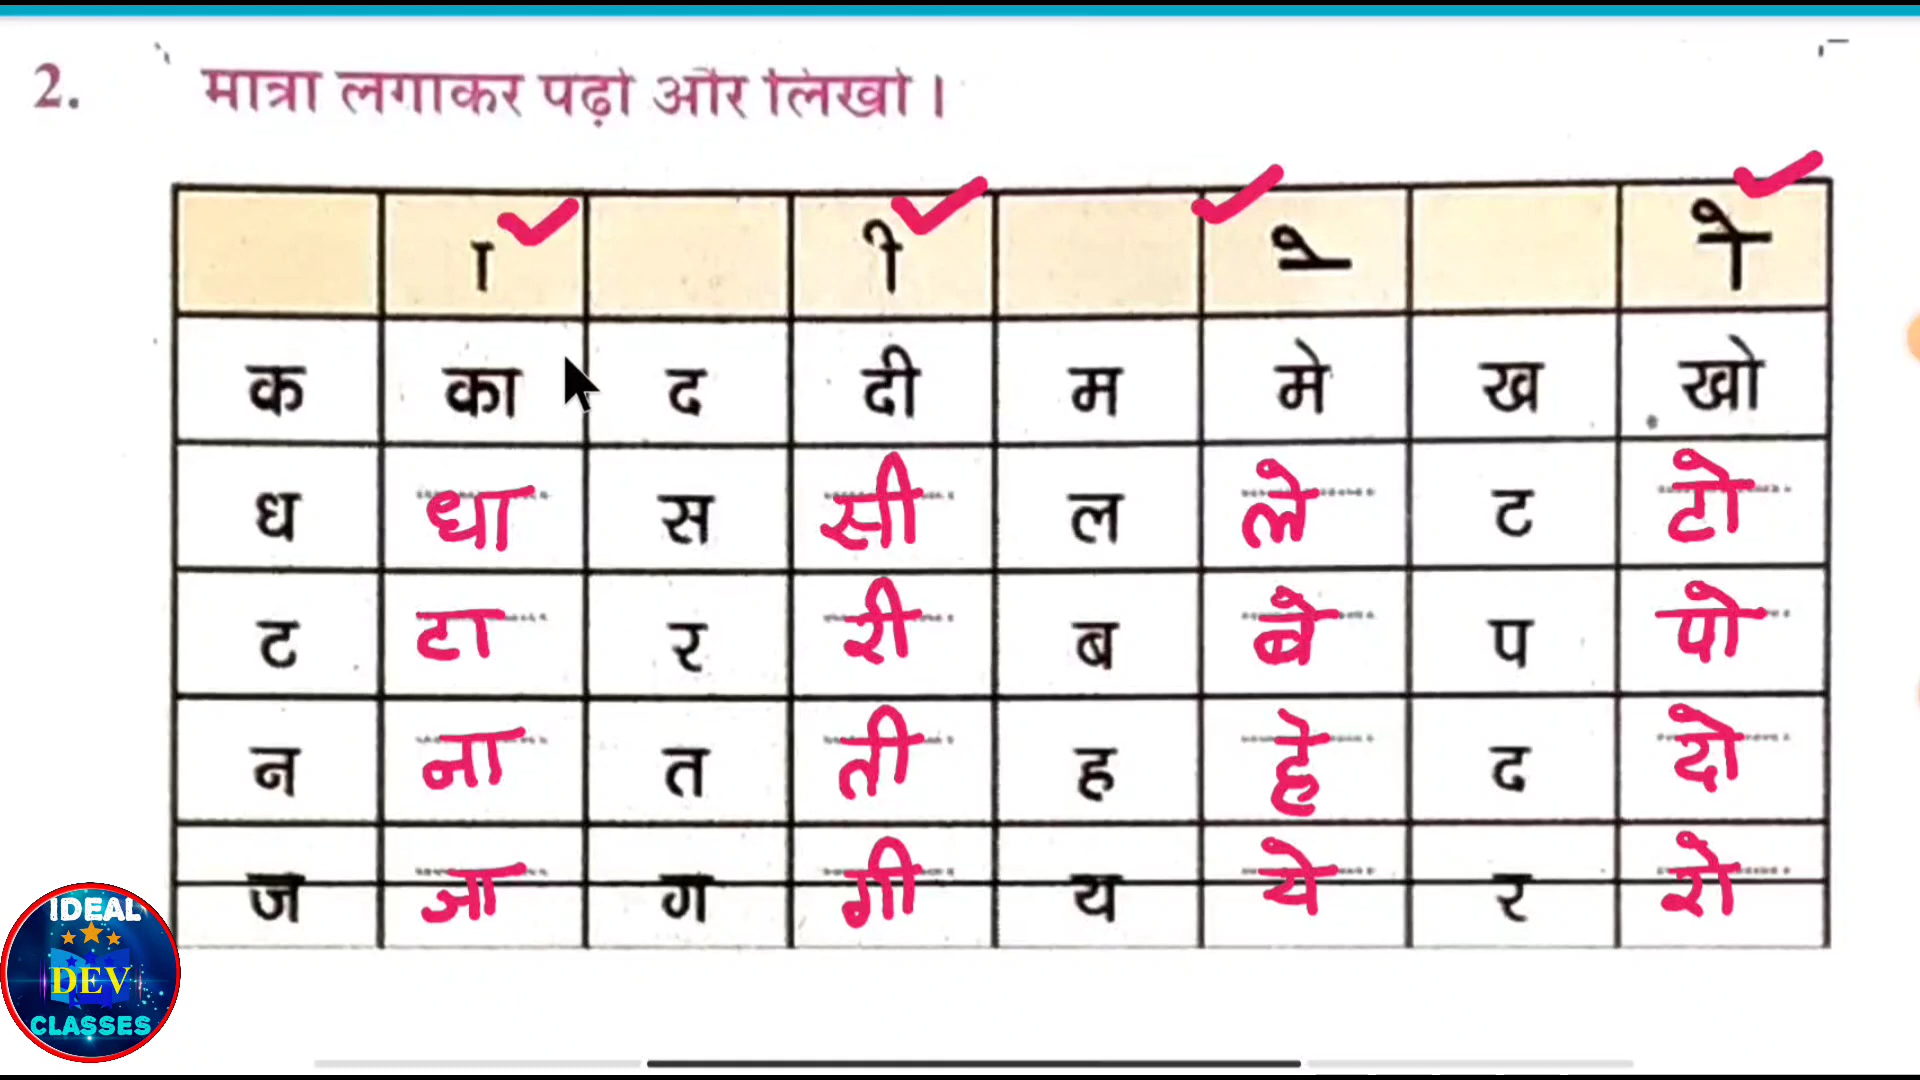 2. मात्रा लगाकर पढ़ो और लिखो।
ा ी े ो
क का द दी म मे ख खो
ध धा स सी ल ले ट टो
ट टा र री ब बे प पो
न ना त ती ह हे द दो
ज जा ग गी य ये र रो
IDEAL
DEV
CLASSES